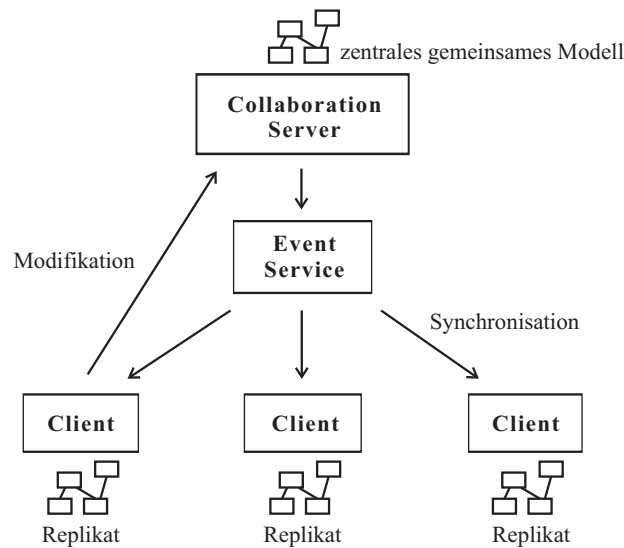 zentrales gemeinsames Modell
Collaboration
Server
Modifikation
Event
Service
Synchronisation
Client
Client
Client
Replikat
Replikat
Replikat